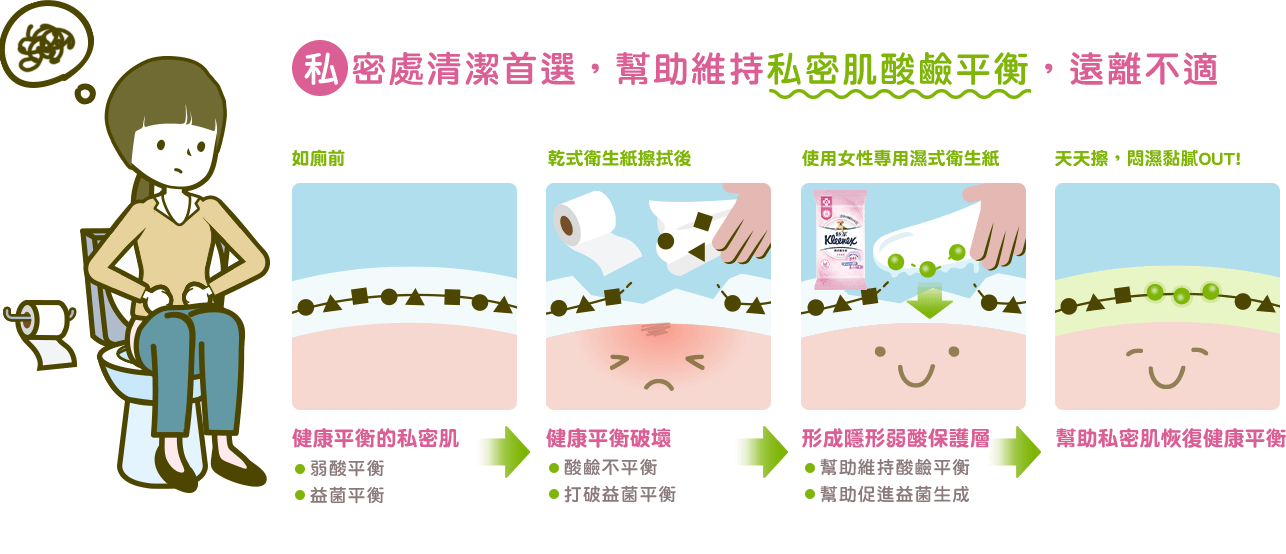 私密處清潔首選，幫助維持私密肌酸鹼平衡，遠離不適
如廁前
健康平衡的私密肌
弱酸平衡
益菌平衡
乾式衛生紙擦拭後
健康平衡破壞
酸鹼不平衡
打破益菌平衡
使用女性專用濕式衛生紙
Kleenex
形成隱形弱酸保護層
幫助維持酸鹼平衡
幫助促進益菌生成
天天擦，悶濕黏膩OUT!
幫助私密肌恢復健康平衡